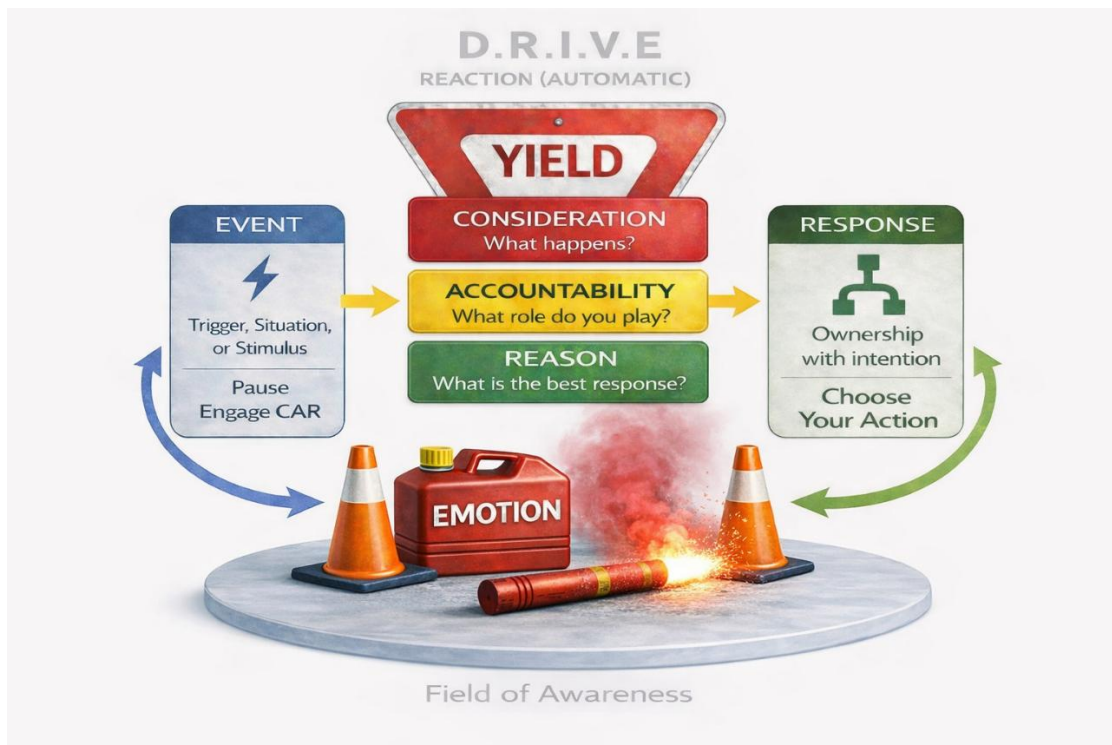 D.R.I.V.E
REACTION (AUTOMATIC)
YIELD
CONSIDERATION
What happens?
ACCOUNTABILITY
What role do you play?
REASON
What is the best response?
EVENT
Trigger, Situation,
or Stimulus
Pause
Engage CAR
RESPONSE
Ownership
with intention
Choose
Your Action
EMOTION
Field of Awareness